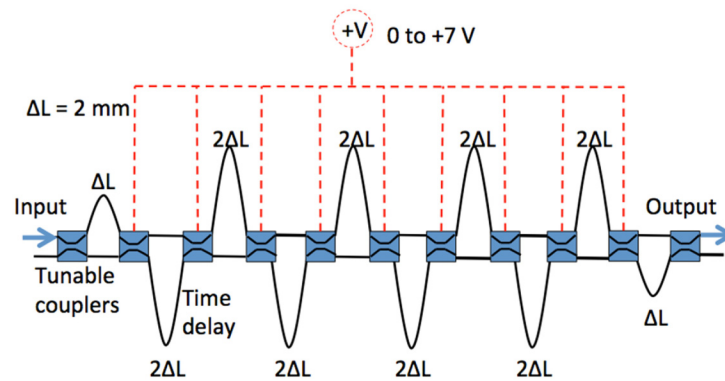 +V 0 to +7 V
ΔL = 2 mm
2ΔL 2ΔL 2ΔL 2ΔL
ΔL
Input Output
Tunable
couplers
Time
delay
ΔL
2ΔL 2ΔL 2ΔL 2ΔL